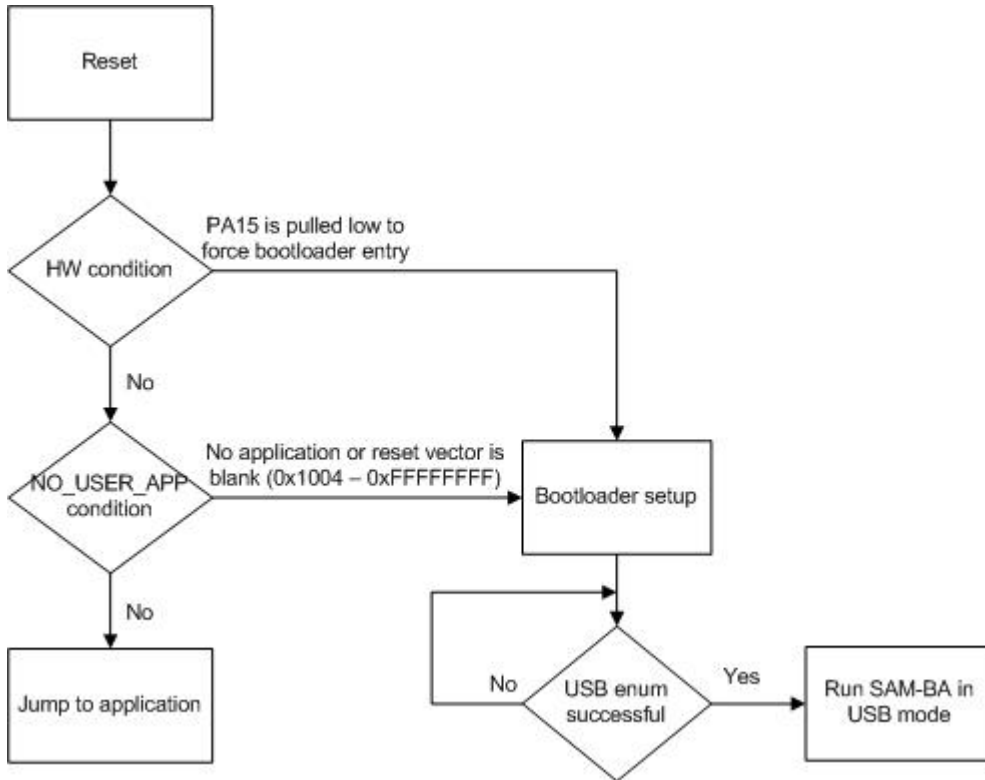 Reset
PA15 is pulled low to
force bootloader entry
HW condition
No
No application or reset vector is
blank (0x1004 – 0xFFFFFFFF)
NO_USER_APP
condition
Bootloader setup
No
Jump to application
No
USB enum
successful
Yes
Run SAM-BA in
USB mode